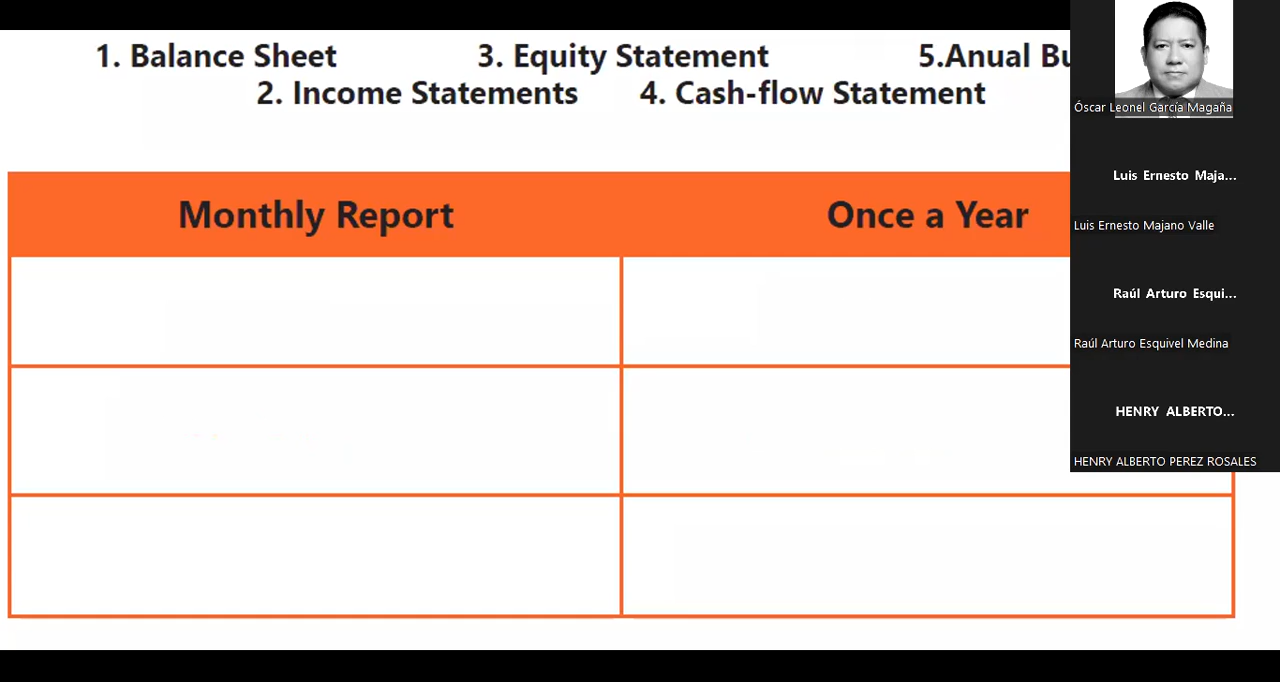 1. Balance Sheet 3. Equity Statement 5.Anual
2. Income Statements 4. Cash-flow Statement
Monthly Report Once a Year
Óscar Leonel García Magaña
Luis Ernesto Maja...
Luis Ernesto Majano Valle
Raúl Arturo Esqui...
Raúl Arturo Esquivel Medina
HENRY ALBERTO...
HENRY ALBERTO PEREZ ROSALES